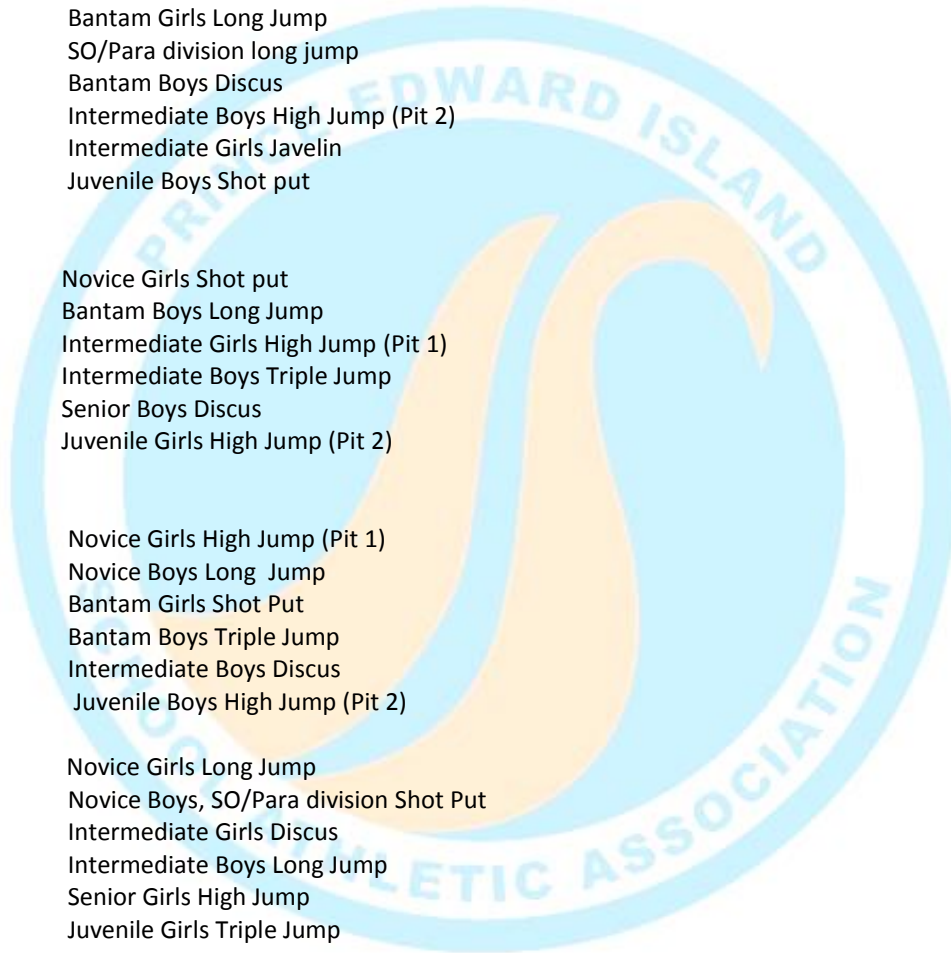 Bantam Girls Long Jump
SO/Para division long jump
Bantam Boys Discus
Intermediate Boys High Jump (Pit 2)
Intermediate Girls Javelin
Juvenile Boys Shot put
Novice Girls Shot put
Bantam Boys Long Jump
Intermediate Girls High Jump (Pit 1)
Intermediate Boys Triple Jump
Senior Boys Discus
Juvenile Girls High Jump (Pit 2)
Novice Girls High Jump (Pit 1)
Novice Boys Long  Jump
Bantam Girls Shot Put
Bantam Boys Triple Jump
Intermediate Boys Discus
Juvenile Boys High Jump (Pit 2)
Novice Girls Long Jump
Novice Boys, SO/Para division Shot Put
Intermediate Girls Discus
Intermediate Boys Long Jump
Senior Girls High Jump
Juvenile Girls Triple Jump
PRINCE EDWARD ISLAND
SCHOOL ATHLETIC ASSOCIATION